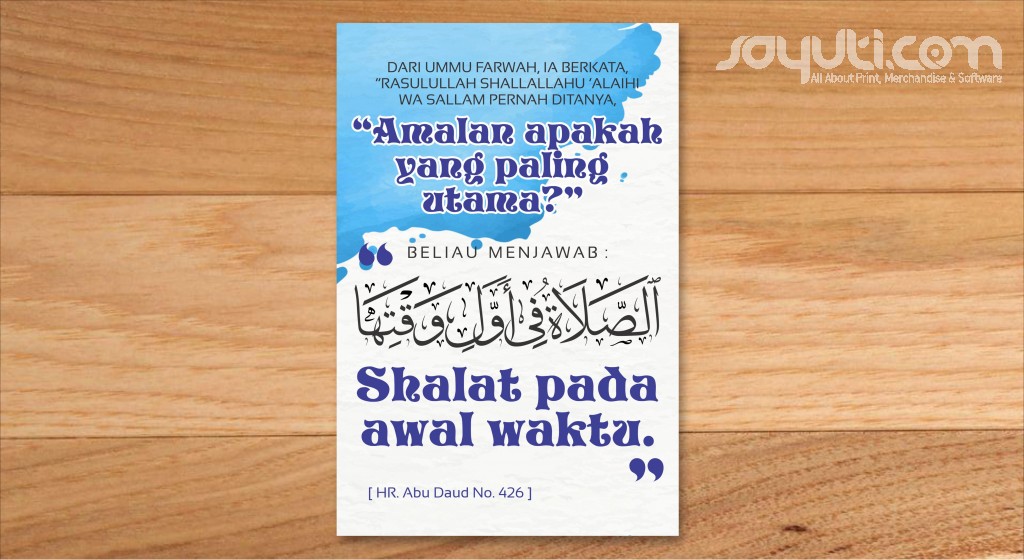 sayuti.com
All About Print, Merchandise & Software
DARI UMMU FARWAH, IA BERKATA,
"RASULULLAH SHALLALLAHU 'ALAIHI
WA SALLAM PERNAH DITANYA,
“Amalan apakah
yang paling
utama?”
“ BELIAU MENJAWAB :
ٱلصَّلَاةُ فِي أَوَّلِ وَقْتِهَا
Shalat pada
awal waktu.
”
[ HR. Abu Daud No. 426 ]